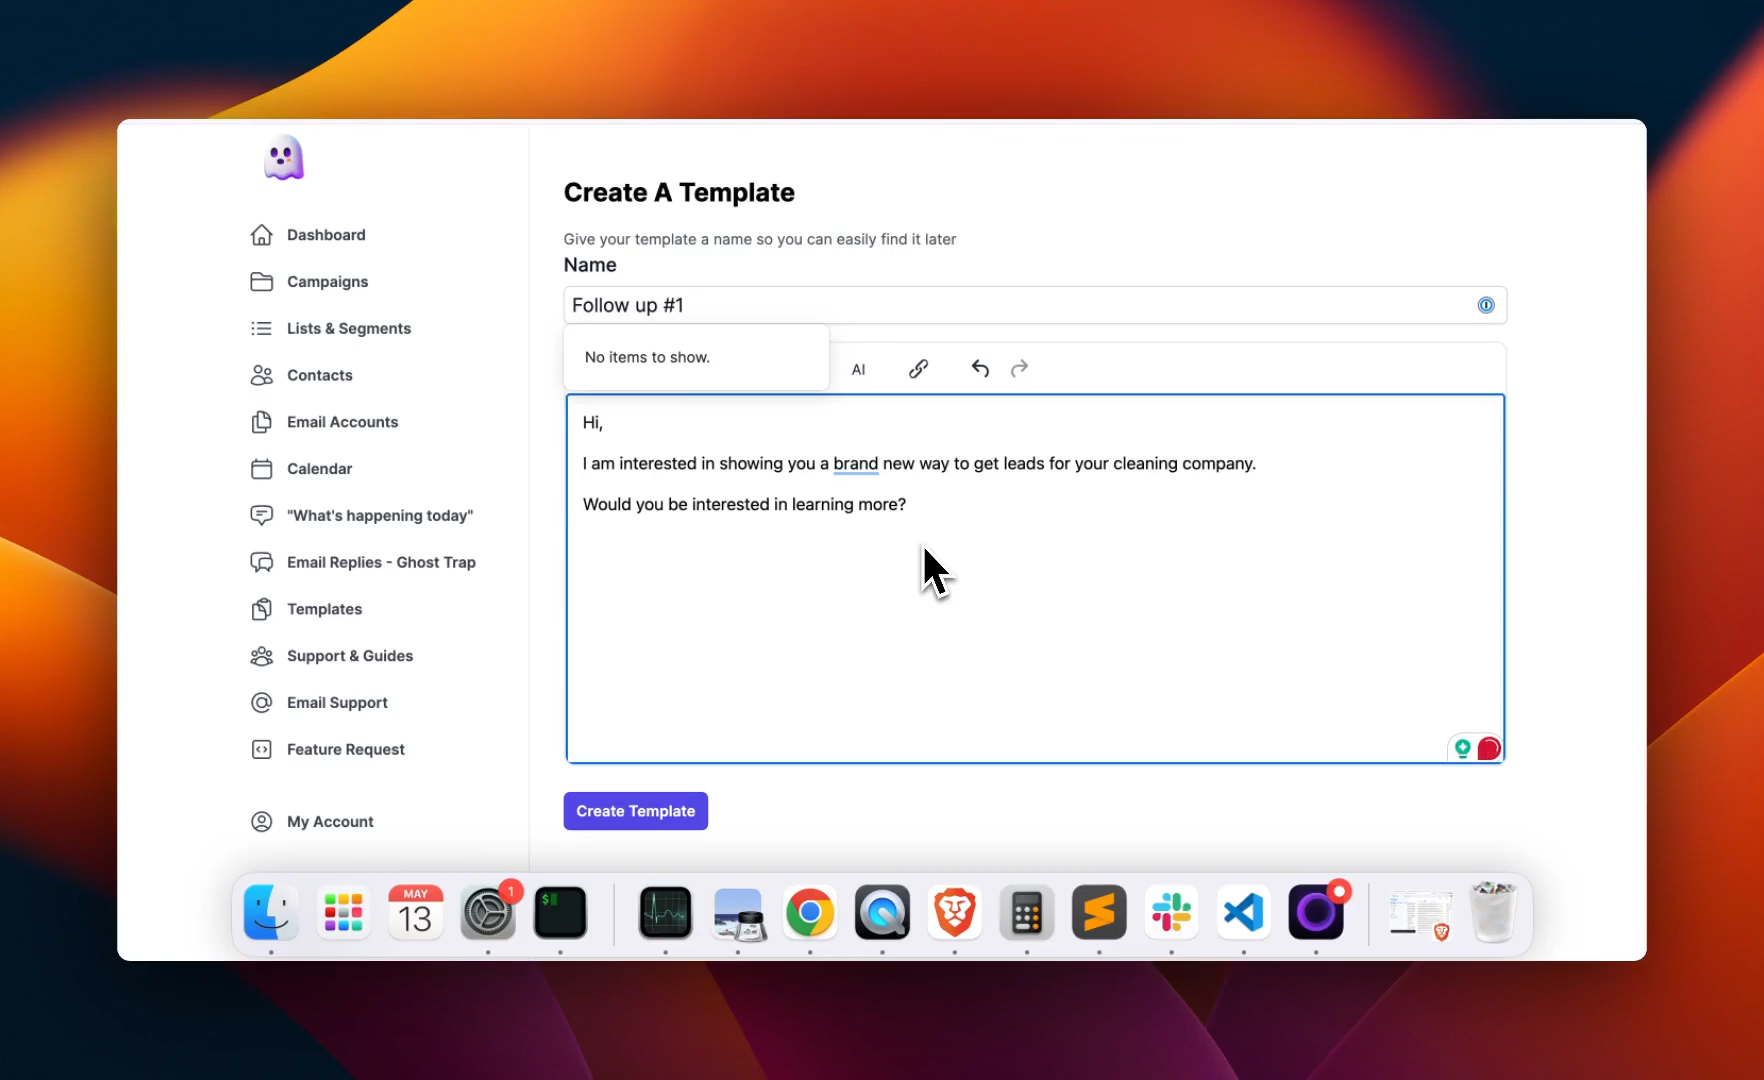 Dashboard
Campaigns
Lists & Segments
Contacts
Email Accounts
Calendar
"What's happening today"
Email Replies - Ghost Trap
Templates
Support & Guides
Email Support
Feature Request
My Account
Create A Template
Give your template a name so you can easily find it later
Name
Follow up #1
No items to show.
AI
Hi,
I am interested in showing you a brand new way to get leads for your cleaning company.
Would you be interested in learning more?
Create Template
MAY
13
1
$